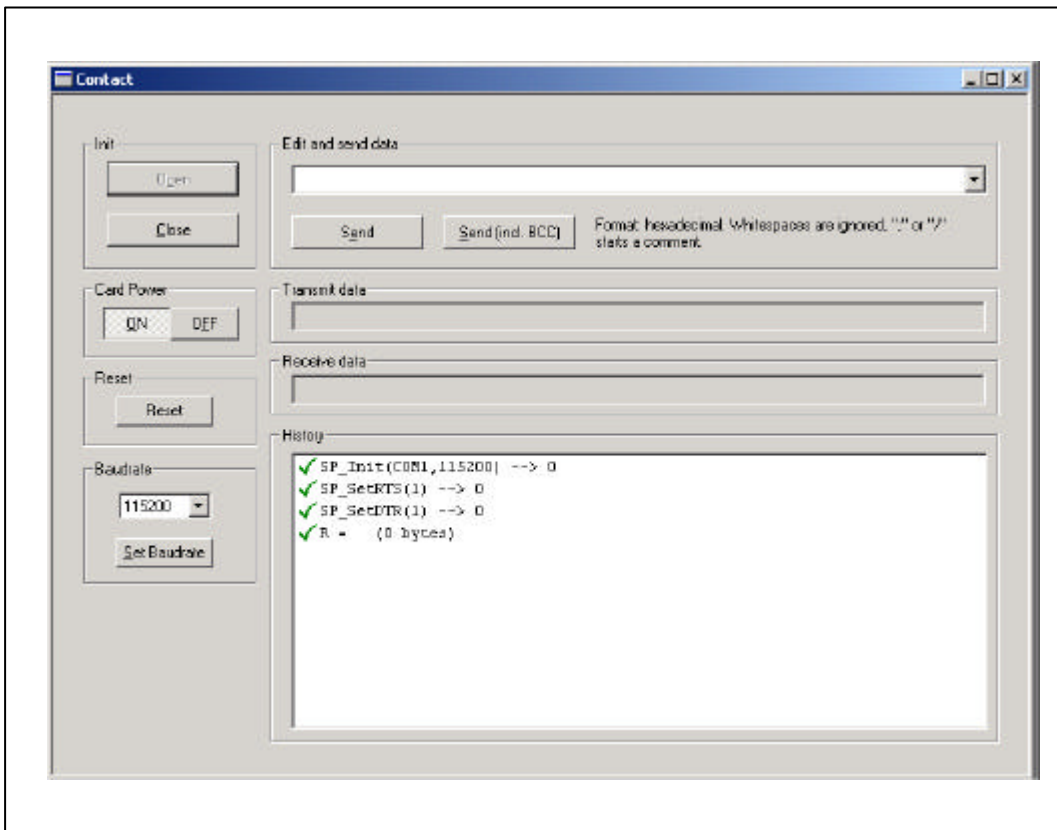 Contact
Init
Open
Close
Card Power
ON OFF
Reset
Reset
Baudrate
115200
Set Baudrate
Edit and send data
Send Send (incl. BCC)
Format: hexadecimal. Whitespaces are ignored, ";" or "/"
starts a comment.
Transmit data
Receive data
History
SP_Init(COM1,115200) --> 0
SP_SetRTS(1) --> 0
SP_SetDTR(1) --> 0
R = (0 bytes)